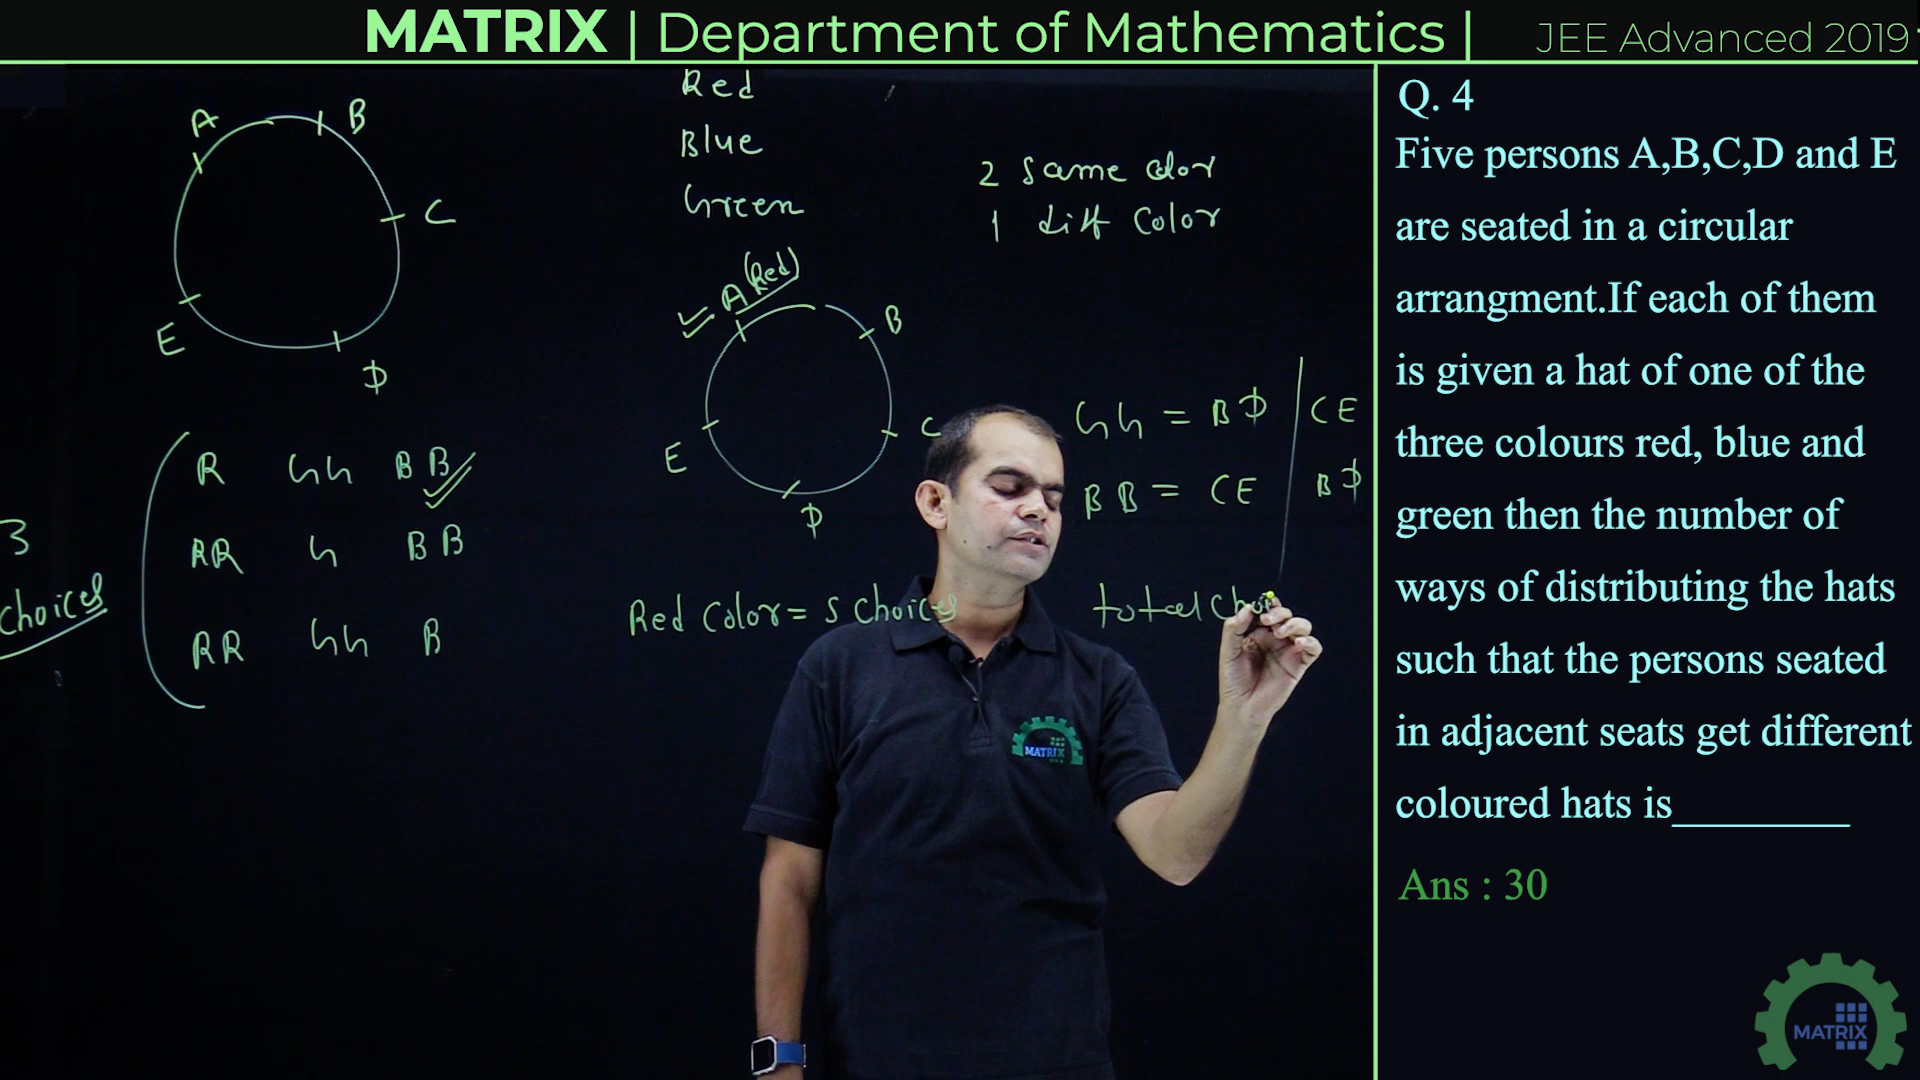 MATRIX | Department of Mathematics | JEE Advanced 2019
A
B
C
D
E
3
choices
R GG BB
RR G BB
RR GG B
Red
Blue
Green
2 same color
1 diff color
A (Red)
B
C
D
E
GG = BD | CE
BB = CE | BD
Red color = 5 choices
total choi
MATRIX
Q. 4
Five persons A,B,C,D and E
are seated in a circular
arrangment.If each of them
is given a hat of one of the
three colours red, blue and
green then the number of
ways of distributing the hats
such that the persons seated
in adjacent seats get different
coloured hats is_________
Ans : 30
MATRIX